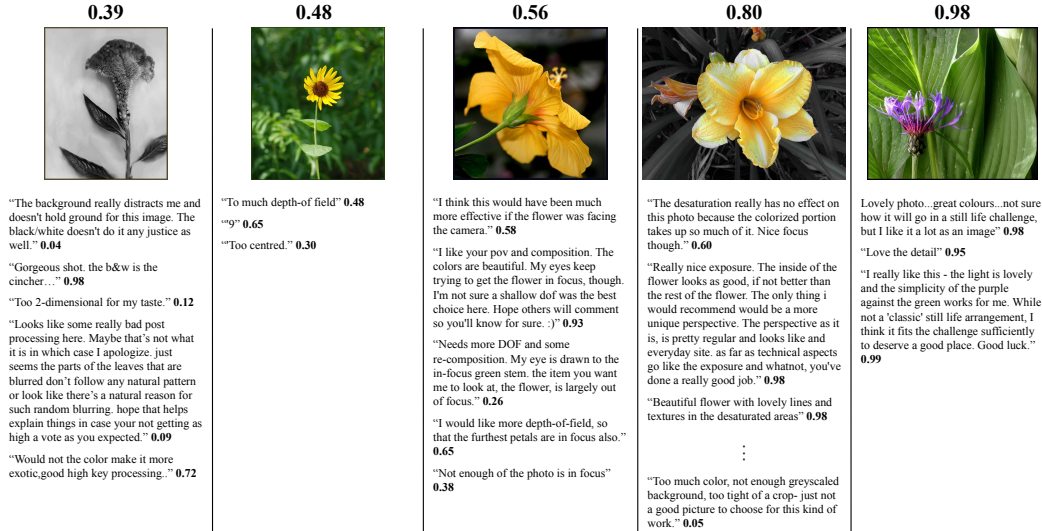 0.39
“The background really distracts me and
doesn't hold ground for this image. The
black/white doesn't do it any justice as
well.” 0.04
“Gorgeous shot. the b&w is the
cincher…” 0.98
“Too 2-dimensional for my taste.” 0.12
“Looks like some really bad post
processing here. Maybe that’s not what
it is in which case I apologize. just
seems the parts of the leaves that are
blurred don’t follow any natural pattern
or look like there’s a natural reason for
such random blurring. hope that helps
explain things in case your not getting as
high a vote as you expected.” 0.09
“Would not the color make it more
exotic,good high key processing..” 0.72
0.48
“To much depth-of field” 0.48
“'9” 0.65
“'Too centred.” 0.30
0.56
“I think this would have been much
more effective if the flower was facing
the camera.” 0.58
“I like your pov and composition. The
colors are beautiful. My eyes keep
trying to get the flower in focus, though.
I'm not sure a shallow dof was the best
choice here. Hope others will comment
so you'll know for sure. :)” 0.93
“Needs more DOF and some
re-composition. My eye is drawn to the
in-focus green stem. the item you want
me to look at, the flower, is largely out
of focus.” 0.26
“I would like more depth-of-field, so
that the furthest petals are in focus also.”
0.65
“Not enough of the photo is in focus”
0.38
0.80
“The desaturation really has no effect on
this photo because the colorized portion
takes up so much of it. Nice focus
though.” 0.60
“Really nice exposure. The inside of the
flower looks as good, if not better than
the rest of the flower. The only thing i
would recommend would be a more
unique perspective. The perspective as it
is, is pretty regular and looks like and
everyday site. as far as technical aspects
go like the exposure and whatnot, you've
done a really good job.” 0.98
“Beautiful flower with lovely lines and
textures in the desaturated areas” 0.98
⋮
“Too much color, not enough greyscaled
background, too tight of a crop- just not
a good picture to choose for this kind of
work.” 0.05
0.98
Lovely photo...great colours...not sure
how it will go in a still life challenge,
but I like it a lot as an image” 0.98
“Love the detail” 0.95
“I really like this - the light is lovely
and the simplicity of the purple
against the green works for me. While
not a 'classic' still life arrangement, I
think it fits the challenge sufficiently
to deserve a good place. Good luck.”
0.99